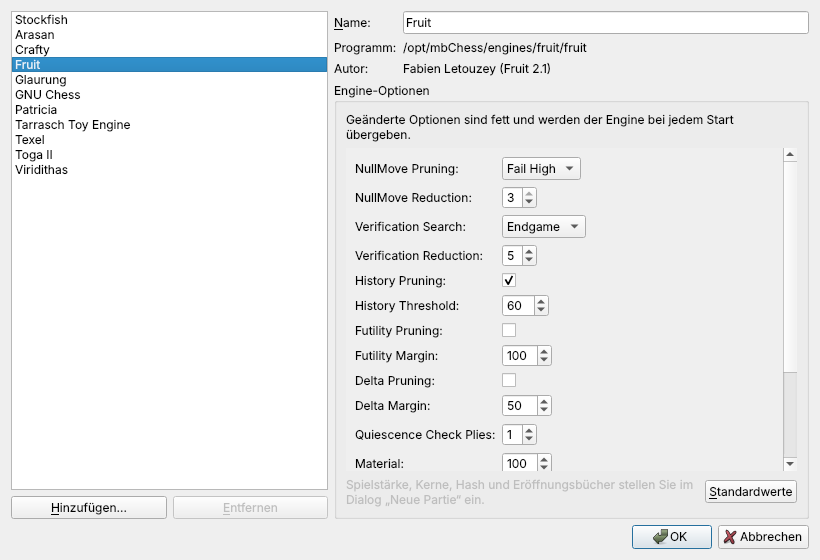 Stockfish
Arasan
Crafty
Fruit
Glaurung
GNU Chess
Patricia
Tarrasch Toy Engine
Texel
Toga II
Viridithas
Hinzufügen...
Entfernen
Name: Fruit
Programm: /opt/mbChess/engines/fruit/fruit
Autor: Fabien Letouzey (Fruit 2.1)
Engine-Optionen
Geänderte Optionen sind fett und werden der Engine bei jedem Start
übergeben.
NullMove Pruning: Fail High
NullMove Reduction: 3
Verification Search: Endgame
Verification Reduction: 5
History Pruning:
History Threshold: 60
Futility Pruning:
Futility Margin: 100
Delta Pruning:
Delta Margin: 50
Quiescence Check Plies: 1
Material: 100
Spielstärke, Kerne, Hash und Eröffnungsbücher stellen Sie im
Dialog „Neue Partie“ ein.
Standardwerte
OK
Abbrechen